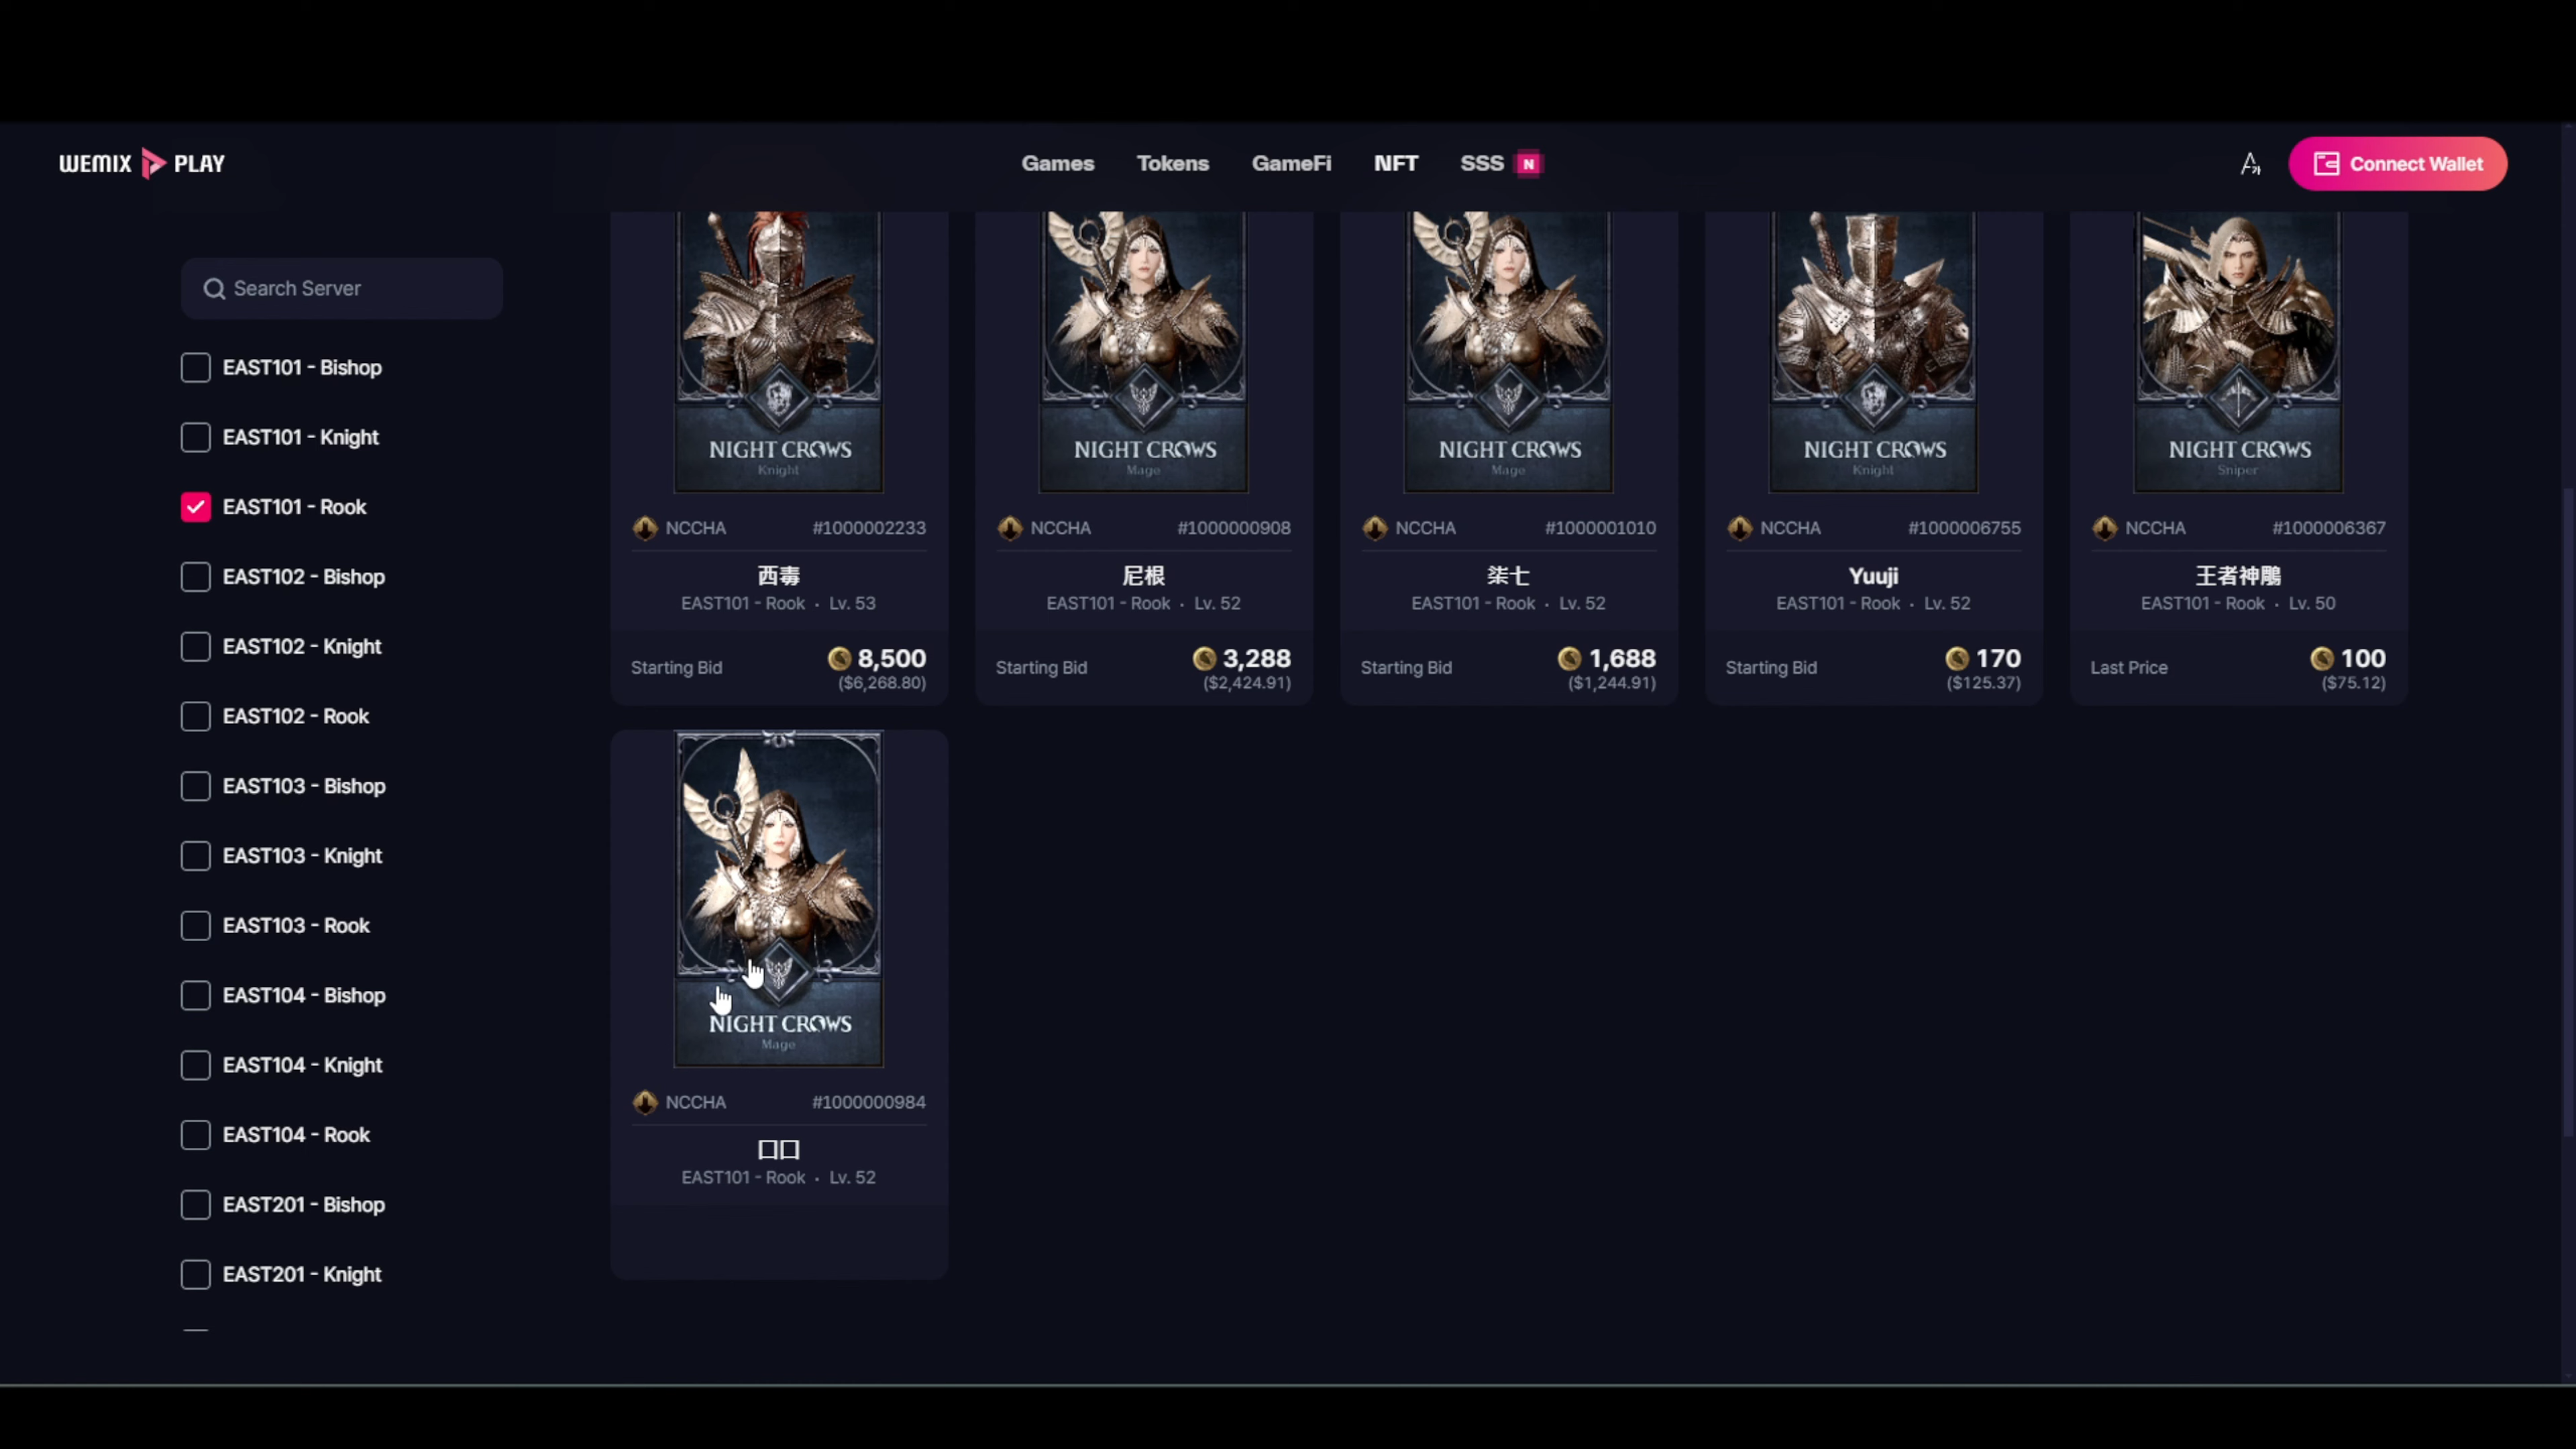 WEMIX PLAY
Games Tokens GameFi NFT SSS N
Connect Wallet
Search Server
EAST101 - Bishop
EAST101 - Knight
EAST101 - Rook
EAST102 - Bishop
EAST102 - Knight
EAST102 - Rook
EAST103 - Bishop
EAST103 - Knight
EAST103 - Rook
EAST104 - Bishop
EAST104 - Knight
EAST104 - Rook
EAST201 - Bishop
EAST201 - Knight
NIGHT CROWS
Knight
NCCHA #1000002233
西毒
EAST101 - Rook · Lv. 53
Starting Bid 8,500
($6,268.80)
NIGHT CROWS
Mage
NCCHA #1000000908
尼根
EAST101 - Rook · Lv. 52
Starting Bid 3,288
($2,424.91)
NIGHT CROWS
Mage
NCCHA #1000001010
柒七
EAST101 - Rook · Lv. 52
Starting Bid 1,688
($1,244.91)
NIGHT CROWS
Knight
NCCHA #1000006755
Yuuji
EAST101 - Rook · Lv. 52
Starting Bid 170
($125.37)
NIGHT CROWS
Sniper
NCCHA #1000006367
王者神鵰
EAST101 - Rook · Lv. 50
Last Price 100
($75.12)
NIGHT CROWS
Mage
NCCHA #1000000984
口口
EAST101 - Rook · Lv. 52